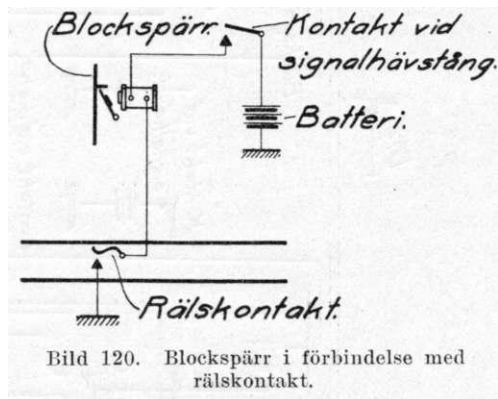 Blockspärr.
Kontakt vid
signalhävstång.
Batteri.
Rälskontakt.
Bild 120. Blockspärr i förbindelse med
rälskontakt.